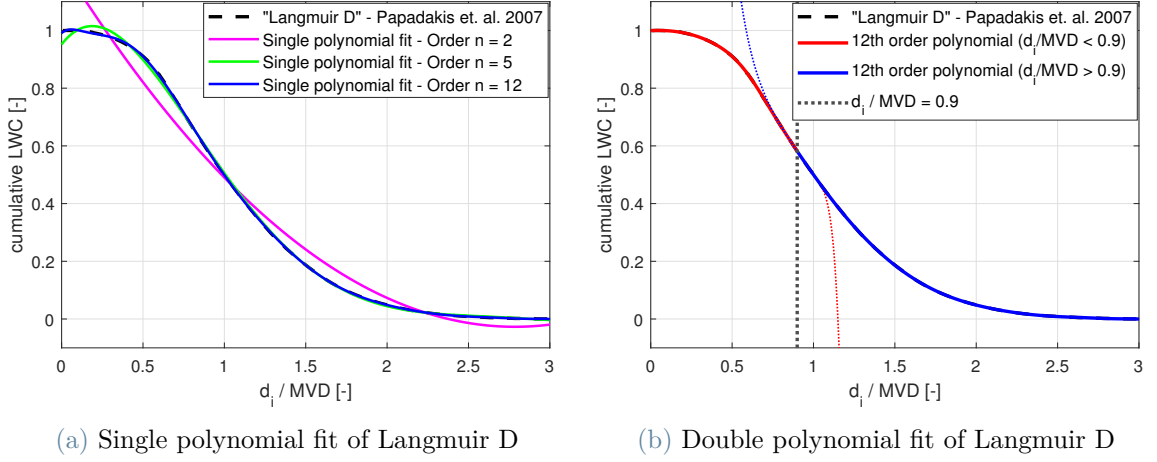 "Langmuir D" - Papadakis et. al. 2007
Single polynomial fit - Order n = 2
Single polynomial fit - Order n = 5
Single polynomial fit - Order n = 12
cumulative LWC [-]
1
0.8
0.6
0.4
0.2
0
0 0.5 1 1.5 2 2.5 3
d_i / MVD [-]
(a) Single polynomial fit of Langmuir D
"Langmuir D" - Papadakis et. al. 2007
12th order polynomial (d_i/MVD < 0.9)
12th order polynomial (d_i/MVD > 0.9)
d_i / MVD = 0.9
cumulative LWC [-]
1
0.8
0.6
0.4
0.2
0
0 0.5 1 1.5 2 2.5 3
d_i / MVD [-]
(b) Double polynomial fit of Langmuir D